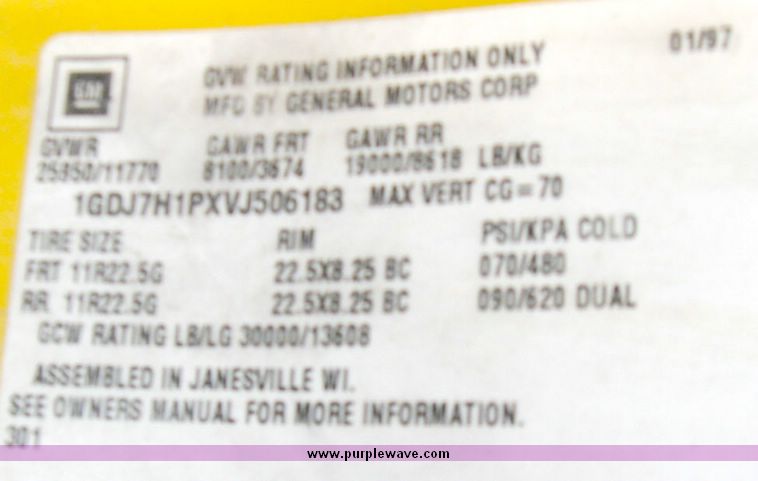 GM
01/97
GVW RATING INFORMATION ONLY
MFD BY GENERAL MOTORS CORP
GVWR GAWR FRT GAWR RR
25950/11770 8100/3674 19000/8618 LB/KG
1GDJ7H1PXVJ506183 MAX VERT CG=70
TIRE SIZE RIM PSI/KPA COLD
FRT 11R22.5G 22.5X8.25 BC 070/480
RR 11R22.5G 22.5X8.25 BC 090/620 DUAL
GCW RATING LB/LG 30000/13608
ASSEMBLED IN JANESVILLE WI.
SEE OWNERS MANUAL FOR MORE INFORMATION.
301
www.purplewave.com